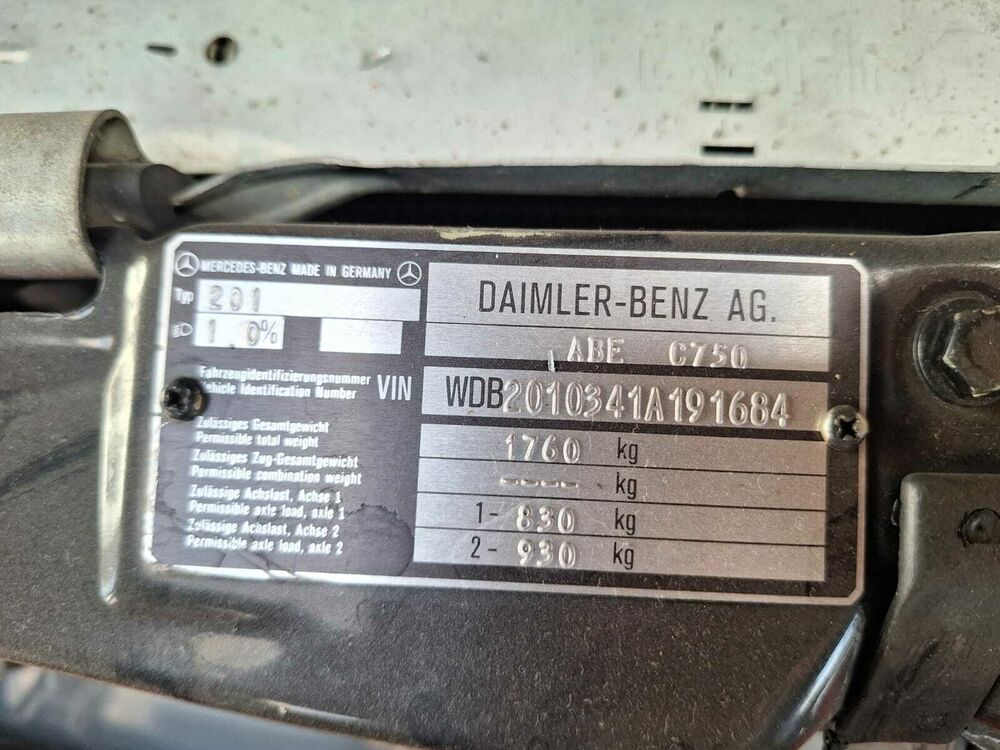 MERCEDES-BENZ MADE IN GERMANY
Typ 201
1.0%
DAIMLER-BENZ AG.
ABE C750
Fahrzeugidentifizierungsnummer
Vehicle Identification Number
VIN WDB2010341A191684
Zulässiges Gesamtgewicht
Permissible total weight
1760 kg
Zulässiges Zug-Gesamtgewicht
Permissible combination weight
---- kg
Zulässige Achslast, Achse 1
Permissible axle load, axle 1
1- 830 kg
Zulässige Achslast, Achse 2
Permissible axle load, axle 2
2- 930 kg